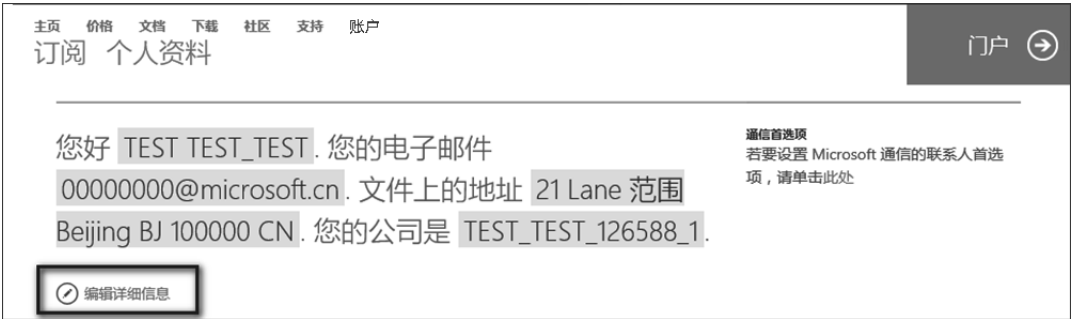 主页 价格 文档 下载 社区 支持 账户
订阅 个人资料
门户
您好 TEST TEST_TEST. 您的电子邮件
00000000@microsoft.cn. 文件上的地址 21 Lane 范围
Beijing BJ 100000 CN. 您的公司是 TEST_TEST_126588_1.
编辑详细信息
通信首选项
若要设置 Microsoft 通信的联系人首选
项，请单击此处